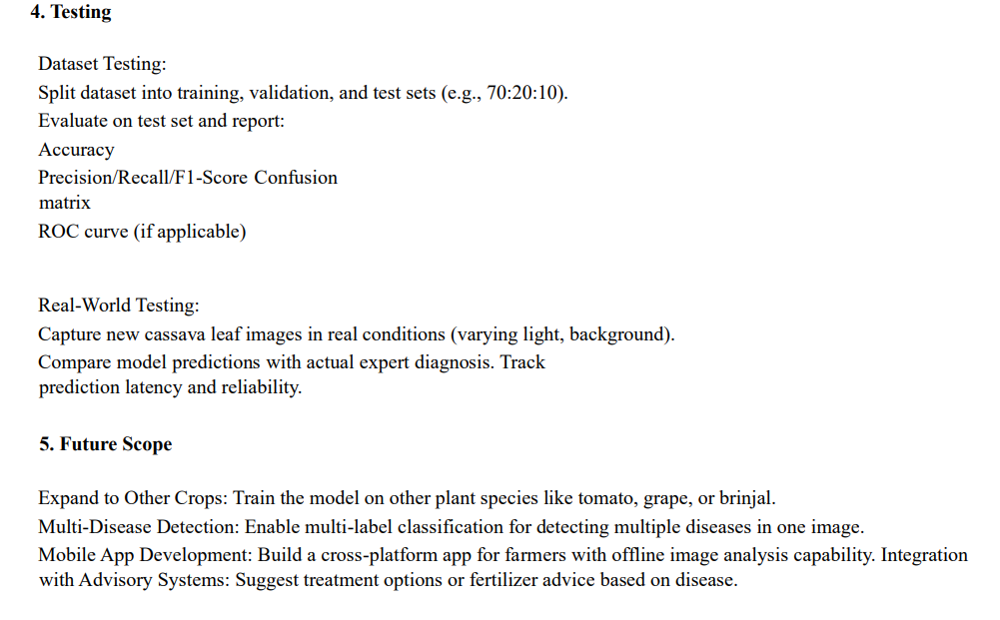 4. Testing
Dataset Testing:
Split dataset into training, validation, and test sets (e.g., 70:20:10).
Evaluate on test set and report:
Accuracy
Precision/Recall/F1-Score Confusion
matrix
ROC curve (if applicable)
Real-World Testing:
Capture new cassava leaf images in real conditions (varying light, background).
Compare model predictions with actual expert diagnosis. Track
prediction latency and reliability.
5. Future Scope
Expand to Other Crops: Train the model on other plant species like tomato, grape, or brinjal.
Multi-Disease Detection: Enable multi-label classification for detecting multiple diseases in one image.
Mobile App Development: Build a cross-platform app for farmers with offline image analysis capability. Integration
with Advisory Systems: Suggest treatment options or fertilizer advice based on disease.